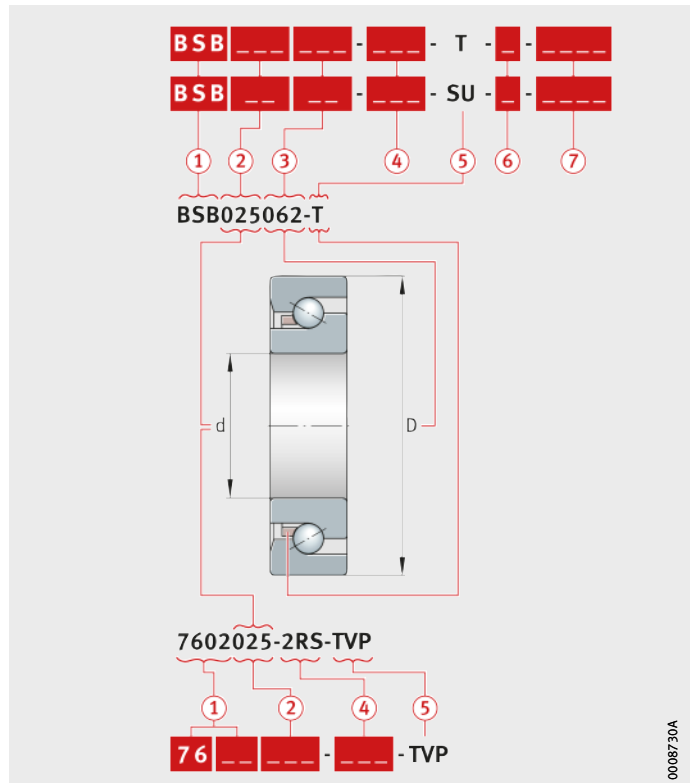 BSB ___ ___ - ___ - T - _ - ____
BSB __ __ - ___ - SU - _ - ____
1 2 3 4 5 6 7
BSB025062-T
d D
7602025-2RS-TVP
1 2 4 5
76 __ ___ - ___ - TVP
0008730A